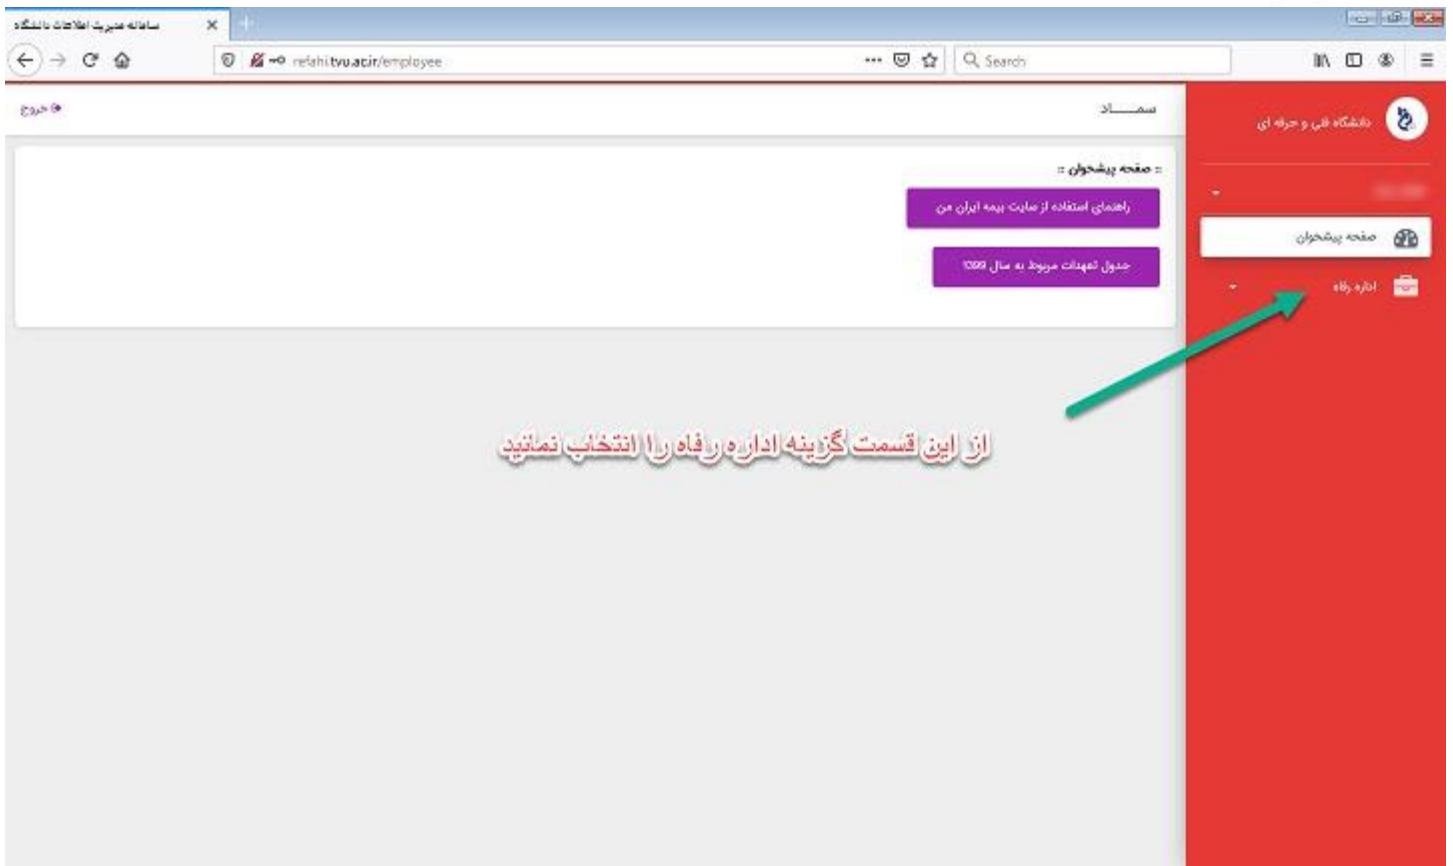 سامانه مدیریت اطلاعات دانشگاه
refahi.tvu.ac.ir/employee
Search
دانشگاه فنی و حرفه ای
سمـــــاد
خروج
:: صفحه پیشخوان ::
راهنمای استفاده از سایت بیمه ایران من
جدول تعهدات مربوط به سال 1399
صفحه پیشخوان
اداره رفاه
از این قسمت گزینه اداره رفاه را انتخاب نمائید